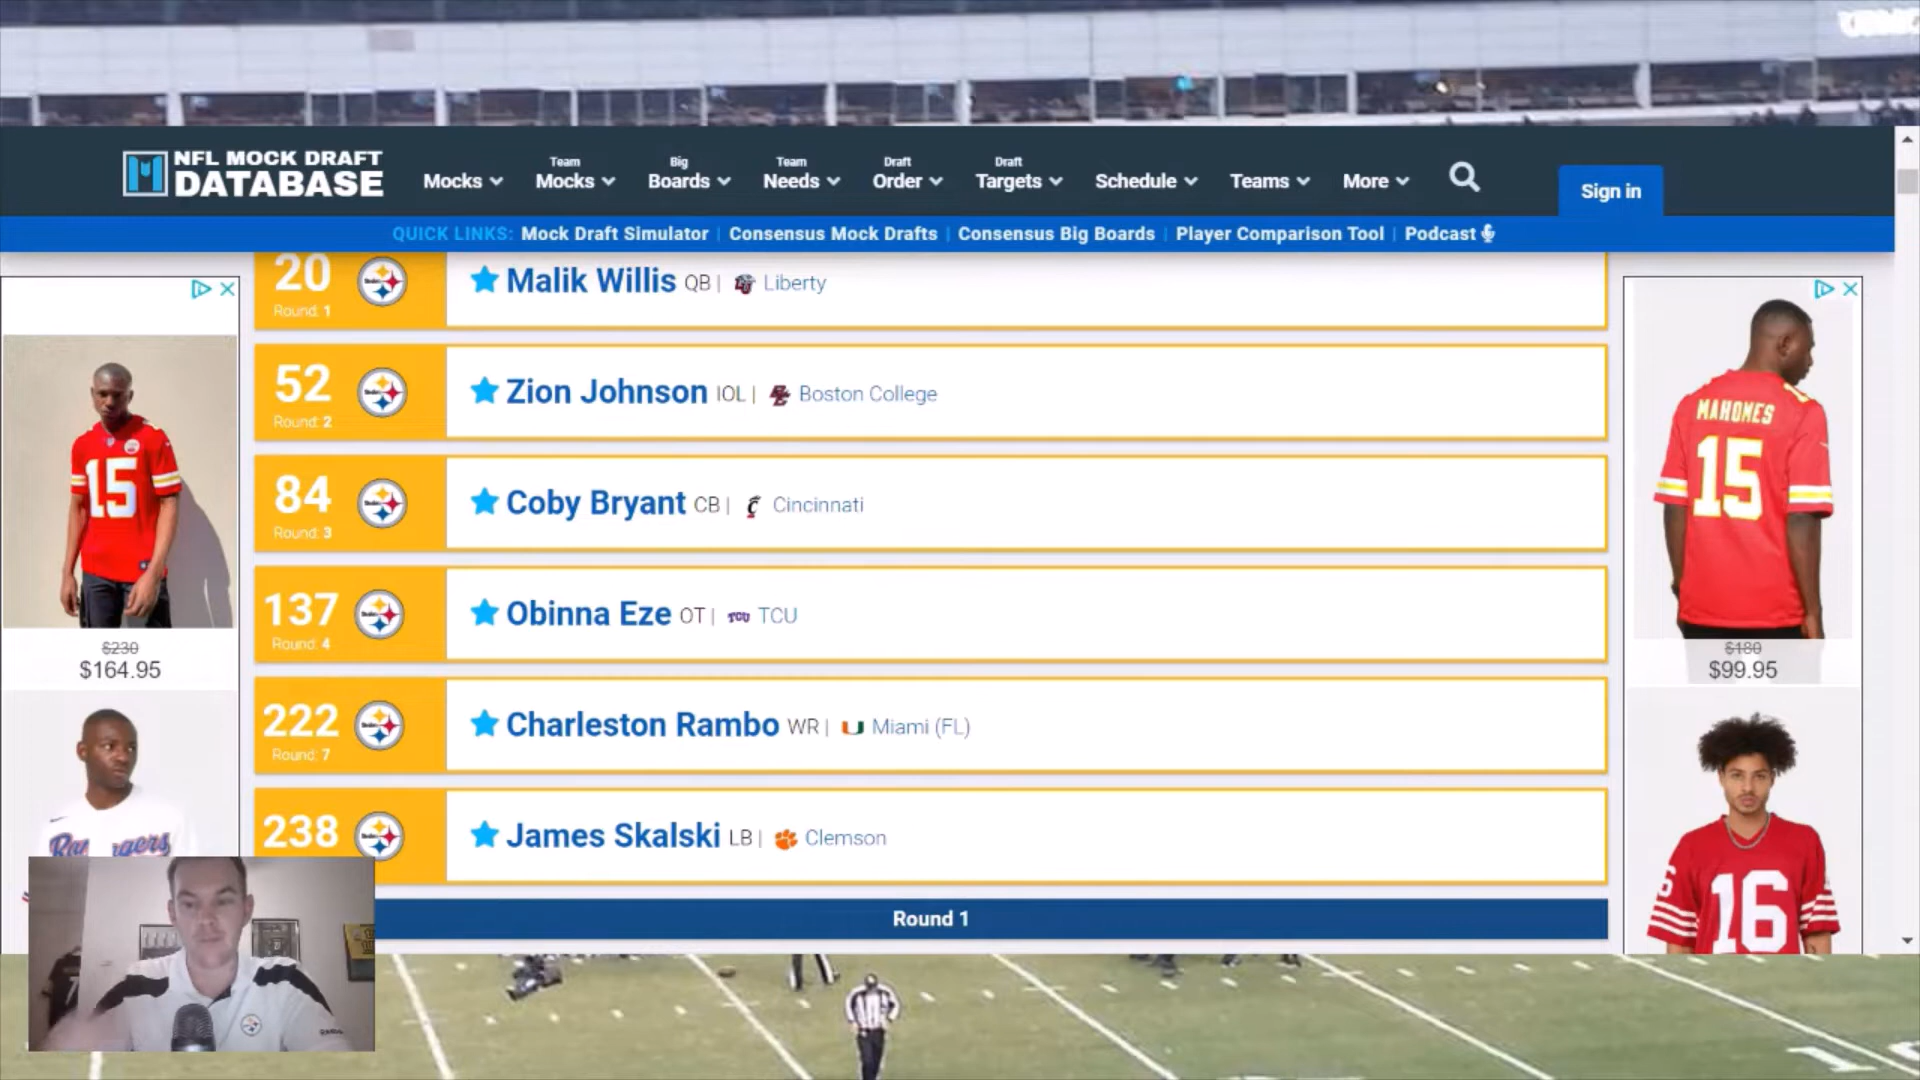 NFL MOCK DRAFT
DATABASE
Mocks
Team
Mocks
Big
Boards
Team
Needs
Draft
Order
Draft
Targets
Schedule
Teams
More
Sign in
QUICK LINKS: Mock Draft Simulator | Consensus Mock Drafts | Consensus Big Boards | Player Comparison Tool | Podcast
20
Round: 1
Malik Willis QB | Liberty
52
Round: 2
Zion Johnson IOL | Boston College
84
Round: 3
Coby Bryant CB | Cincinnati
137
Round: 4
Obinna Eze OT | TCU TCU
222
Round: 7
Charleston Rambo WR | Miami (FL)
238
James Skalski LB | Clemson
Round 1
15
$230
$164.95
MAHOMES
15
$180
$99.95
16